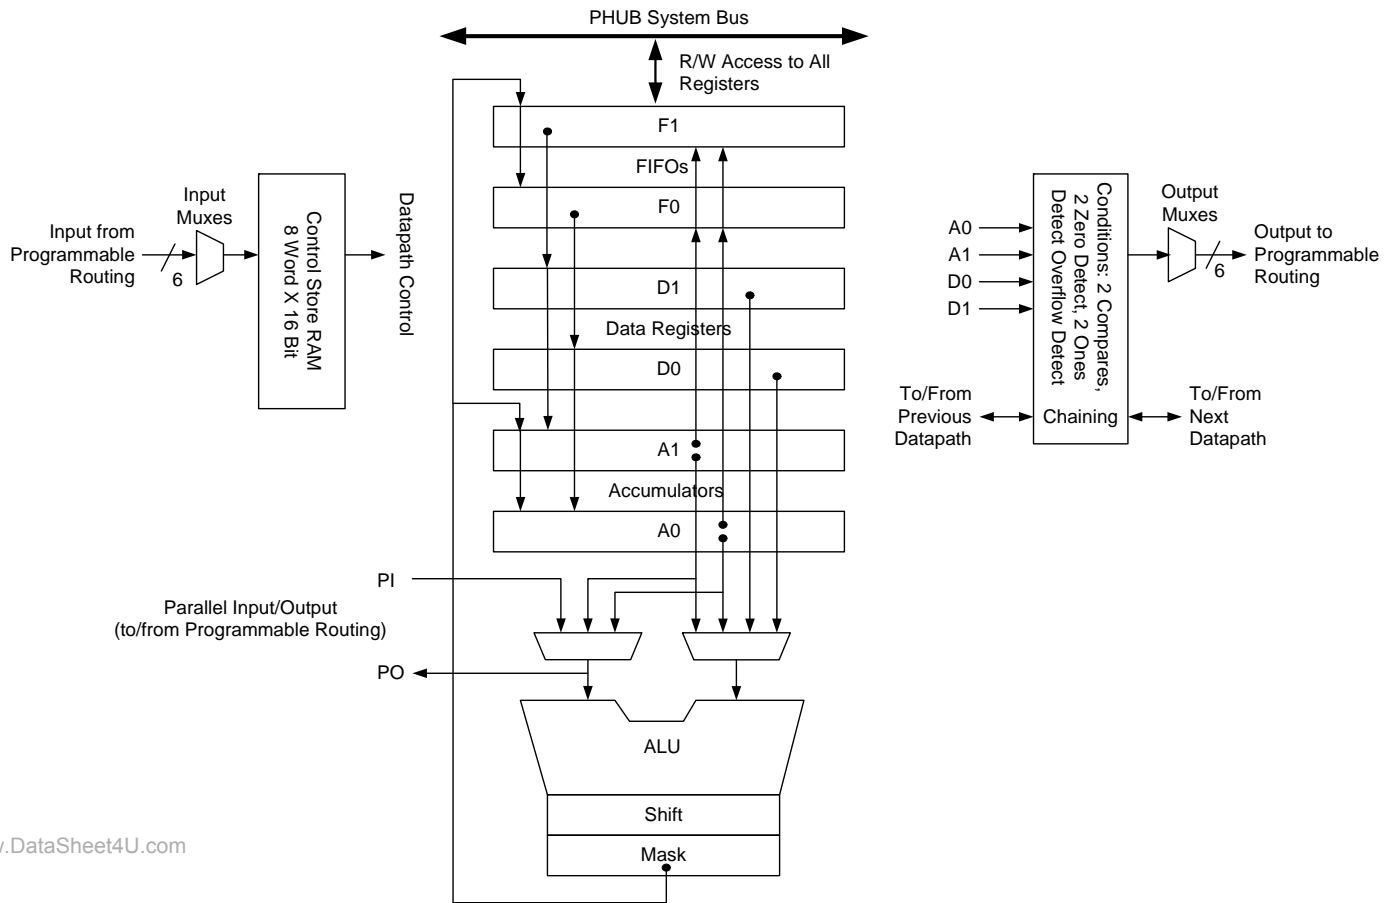 PHUB System Bus
R/W Access to All
Registers
F1
FIFOs
F0
D1
Data Registers
D0
A1
Accumulators
A0
Input from
Programmable
Routing
6
Input
Muxes
Control Store RAM
8 Word X 16 Bit
Datapath Control
A0
A1
D0
D1
Conditions: 2 Compares,
2 Zero Detect, 2 Ones
Detect Overflow Detect
Chaining
To/From
Previous
Datapath
To/From
Next
Datapath
Output
Muxes
6
Output to
Programmable
Routing
PI
Parallel Input/Output
(to/from Programmable Routing)
PO
ALU
Shift
Mask
w.DataSheet4U.com